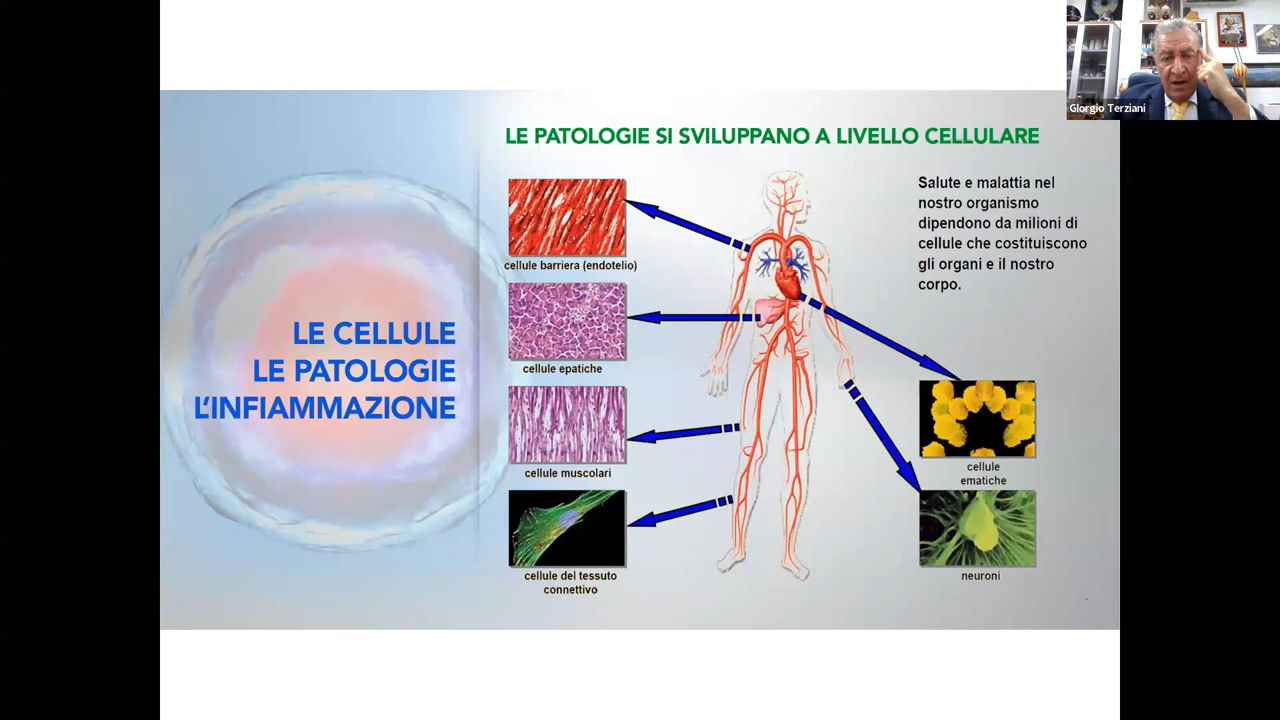 GIorgio Terziani
LE PATOLOGIE SI SVILUPPANO A LIVELLO CELLULARE
LE CELLULE
LE PATOLOGIE
L'INFIAMMAZIONE
cellule barriera (endotelio)
cellule epatiche
cellule muscolari
cellule del tessuto
connettivo
Salute e malattia nel
nostro organismo
dipendono da milioni di
cellule che costituiscono
gli organi e il nostro
corpo.
cellule
ematiche
neuroni